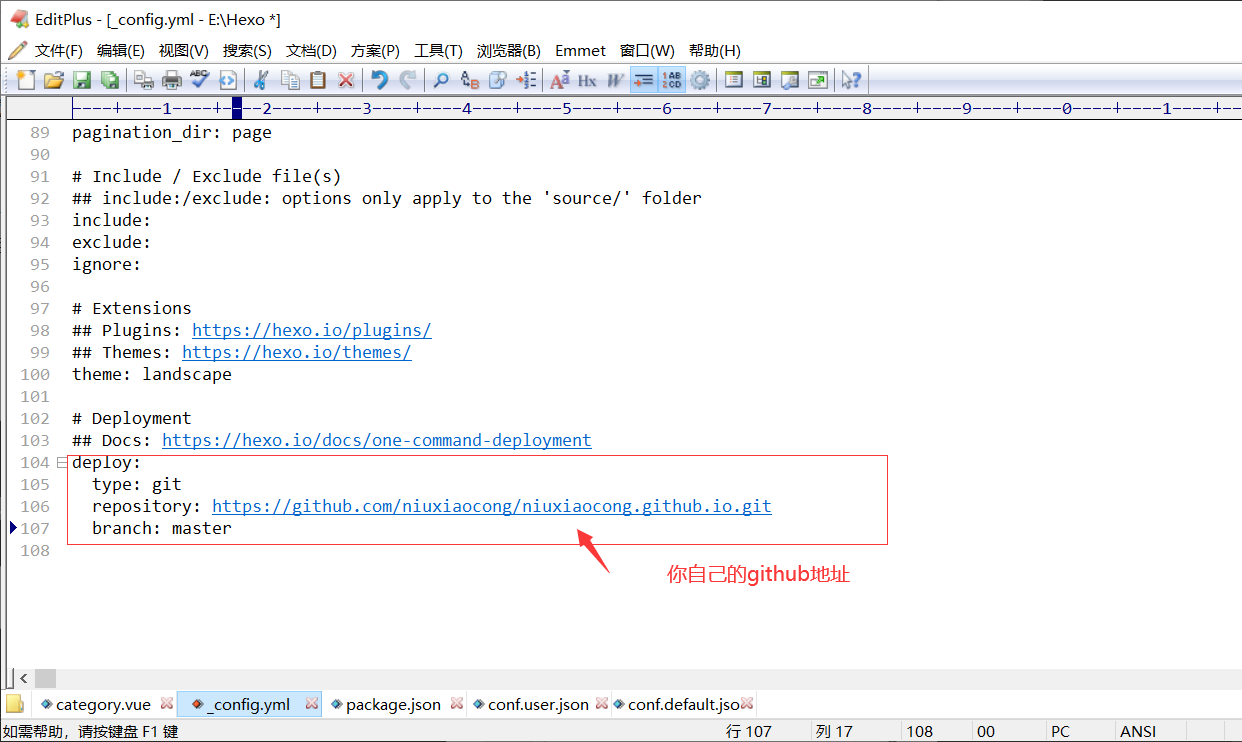 EditPlus - [_config.yml - E:\Hexo *]
文件(F) 编辑(E) 视图(V) 搜索(S) 文档(D) 方案(P) 工具(T) 浏览器(B) Emmet 窗口(W) 帮助(H)
----+----1----+----2----+----3----+----4----+----5----+----6----+----7----+----8----+----9----+----0----+----1----+--
89 pagination_dir: page
90
91 # Include / Exclude file(s)
92 ## include:/exclude: options only apply to the 'source/' folder
93 include:
94 exclude:
95 ignore:
96
97 # Extensions
98 ## Plugins: https://hexo.io/plugins/
99 ## Themes: https://hexo.io/themes/
100 theme: landscape
101
102 # Deployment
103 ## Docs: https://hexo.io/docs/one-command-deployment
104 deploy:
105   type: git
106   repository: https://github.com/niuxiaocong/niuxiaocong.github.io.git
107   branch: master
108
你自己的github地址
category.vue _config.yml package.json conf.user.json conf.default.jso
如需帮助，请按键盘 F1 键 行 107 列 17 108 00 PC ANSI